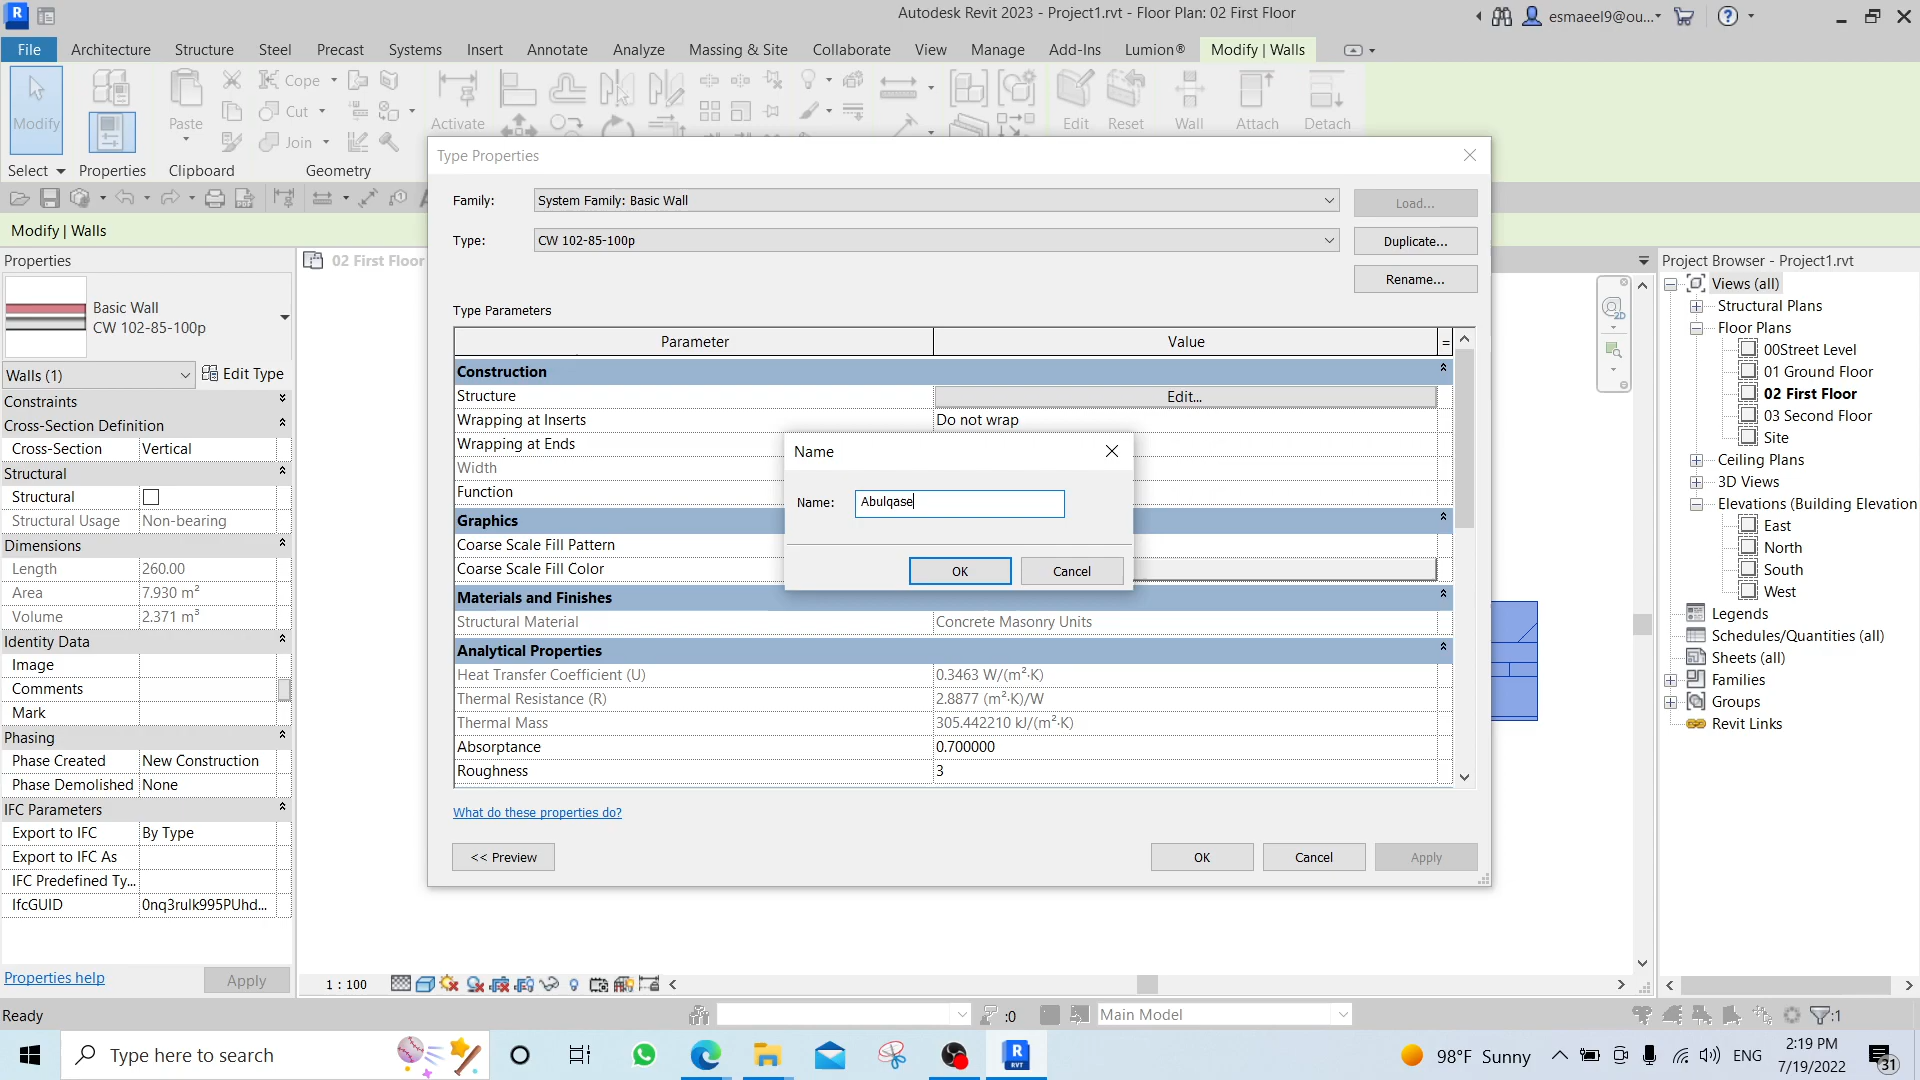 Autodesk Revit 2023 - Project1.rvt - Floor Plan: 02 First Floor
esmaeel9@ou...
File
Architecture
Structure
Steel
Precast
Systems
Insert
Annotate
Analyze
Massing & Site
Collaborate
View
Manage
Add-Ins
Lumion®
Modify | Walls
Modify
Paste
Cope
Cut
Join
Activate
Edit
Reset
Wall
Attach
Detach
Select
Properties
Clipboard
Geometry
Modify | Walls
Properties
Basic Wall
CW 102-85-100p
Walls (1)
Edit Type
Constraints
Cross-Section Definition
Cross-Section Vertical
Structural
Structural
Structural Usage Non-bearing
Dimensions
Length 260.00
Area 7.930 m²
Volume 2.371 m³
Identity Data
Image
Comments
Mark
Phasing
Phase Created New Construction
Phase Demolished None
IFC Parameters
Export to IFC By Type
Export to IFC As
IFC Predefined Ty...
IfcGUID 0nq3rulk995PUhd...
Properties help
Apply
02 First Floor
Type Properties
Family: System Family: Basic Wall
Load...
Type: CW 102-85-100p
Duplicate...
Rename...
Type Parameters
Parameter Value =
Construction
Structure Edit...
Wrapping at Inserts Do not wrap
Wrapping at Ends
Width
Function
Graphics
Coarse Scale Fill Pattern
Coarse Scale Fill Color
Materials and Finishes
Structural Material Concrete Masonry Units
Analytical Properties
Heat Transfer Coefficient (U) 0.3463 W/(m²·K)
Thermal Resistance (R) 2.8877 (m²·K)/W
Thermal Mass 305.442210 kJ/(m²·K)
Absorptance 0.700000
Roughness 3
What do these properties do?
<< Preview
OK
Cancel
Apply
Name
Name: Abulqase
OK
Cancel
Project Browser - Project1.rvt
Views (all)
Structural Plans
Floor Plans
00Street Level
01 Ground Floor
02 First Floor
03 Second Floor
Site
Ceiling Plans
3D Views
Elevations (Building Elevation
East
North
South
West
Legends
Schedules/Quantities (all)
Sheets (all)
Families
Groups
Revit Links
2D
1 : 100
Ready
:0
Main Model
:1
Type here to search
98°F Sunny
ENG
2:19 PM
7/19/2022
31